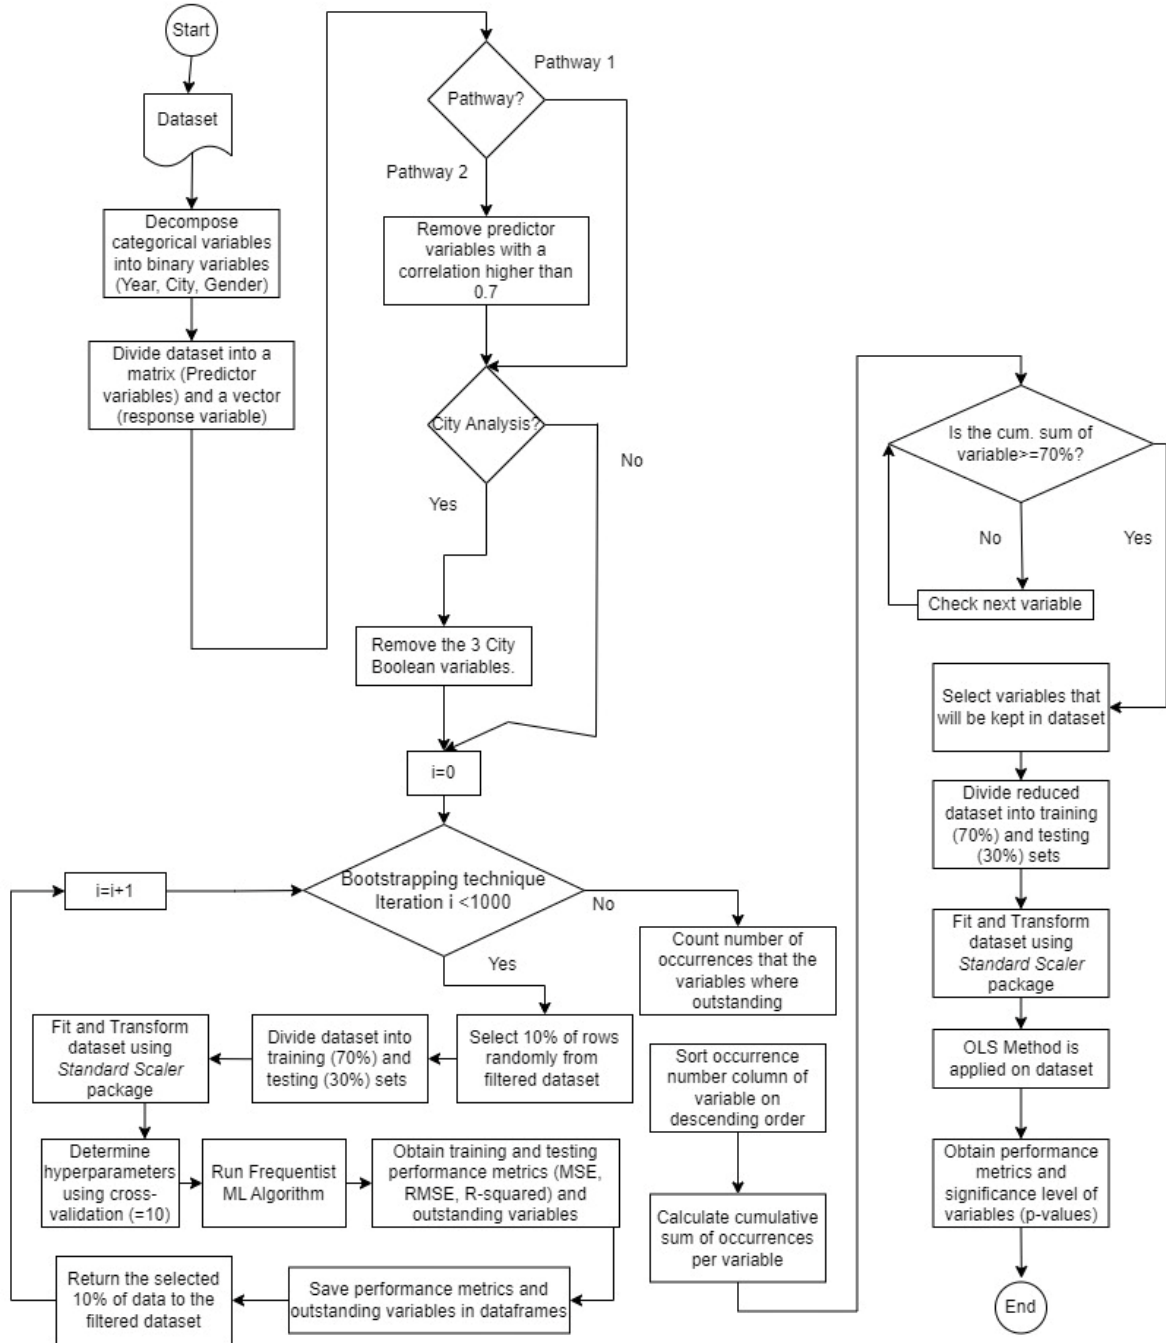 Start
Dataset
Decompose
categorical variables
into binary variables
(Year, City, Gender)
Divide dataset into a
matrix (Predictor
variables) and a vector
(response variable)
Pathway 1
Pathway?
Pathway 2
Remove predictor
variables with a
correlation higher than
0.7
City Analysis?
No
Yes
Remove the 3 City
Boolean variables.
i=0
i=i+1
Bootstrapping technique
Iteration i <1000
No
Yes
Select 10% of rows
randomly from
filtered dataset
Divide dataset into
training (70%) and
testing (30%) sets
Fit and Transform
dataset using
Standard Scaler
package
Determine
hyperparameters
using cross-
validation (=10)
Run Frequentist
ML Algorithm
Obtain training and testing
performance metrics (MSE,
RMSE, R-squared) and
outstanding variables
Save performance metrics and
outstanding variables in dataframes
Return the selected
10% of data to the
filtered dataset
Count number of
occurrences that the
variables where
outstanding
Sort occurrence
number column of
variable on
descending order
Calculate cumulative
sum of occurrences
per variable
Is the cum. sum of
variable>=70%?
No
Yes
Check next variable
Select variables that
will be kept in dataset
Divide reduced
dataset into training
(70%) and testing
(30%) sets
Fit and Transform
dataset using
Standard Scaler
package
OLS Method is
applied on dataset
Obtain performance
metrics and
significance level of
variables (p-values)
End